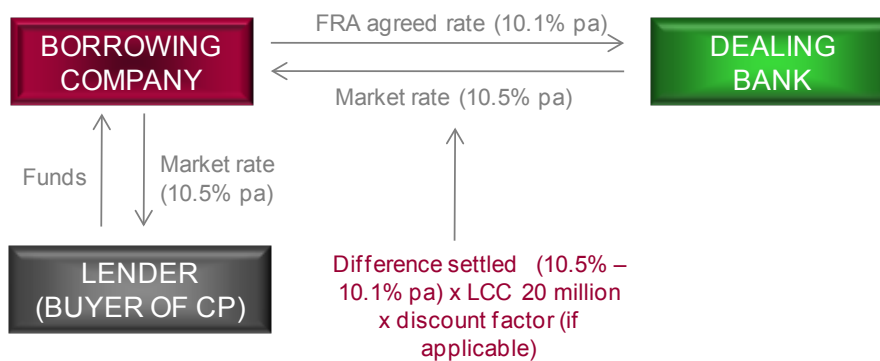 FRA agreed rate (10.1% pa)
BORROWING
COMPANY
DEALING
BANK
Market rate (10.5% pa)
Funds
Market rate
(10.5% pa)
LENDER
(BUYER OF CP)
Difference settled (10.5% –
10.1% pa) x LCC 20 million
x discount factor (if
applicable)